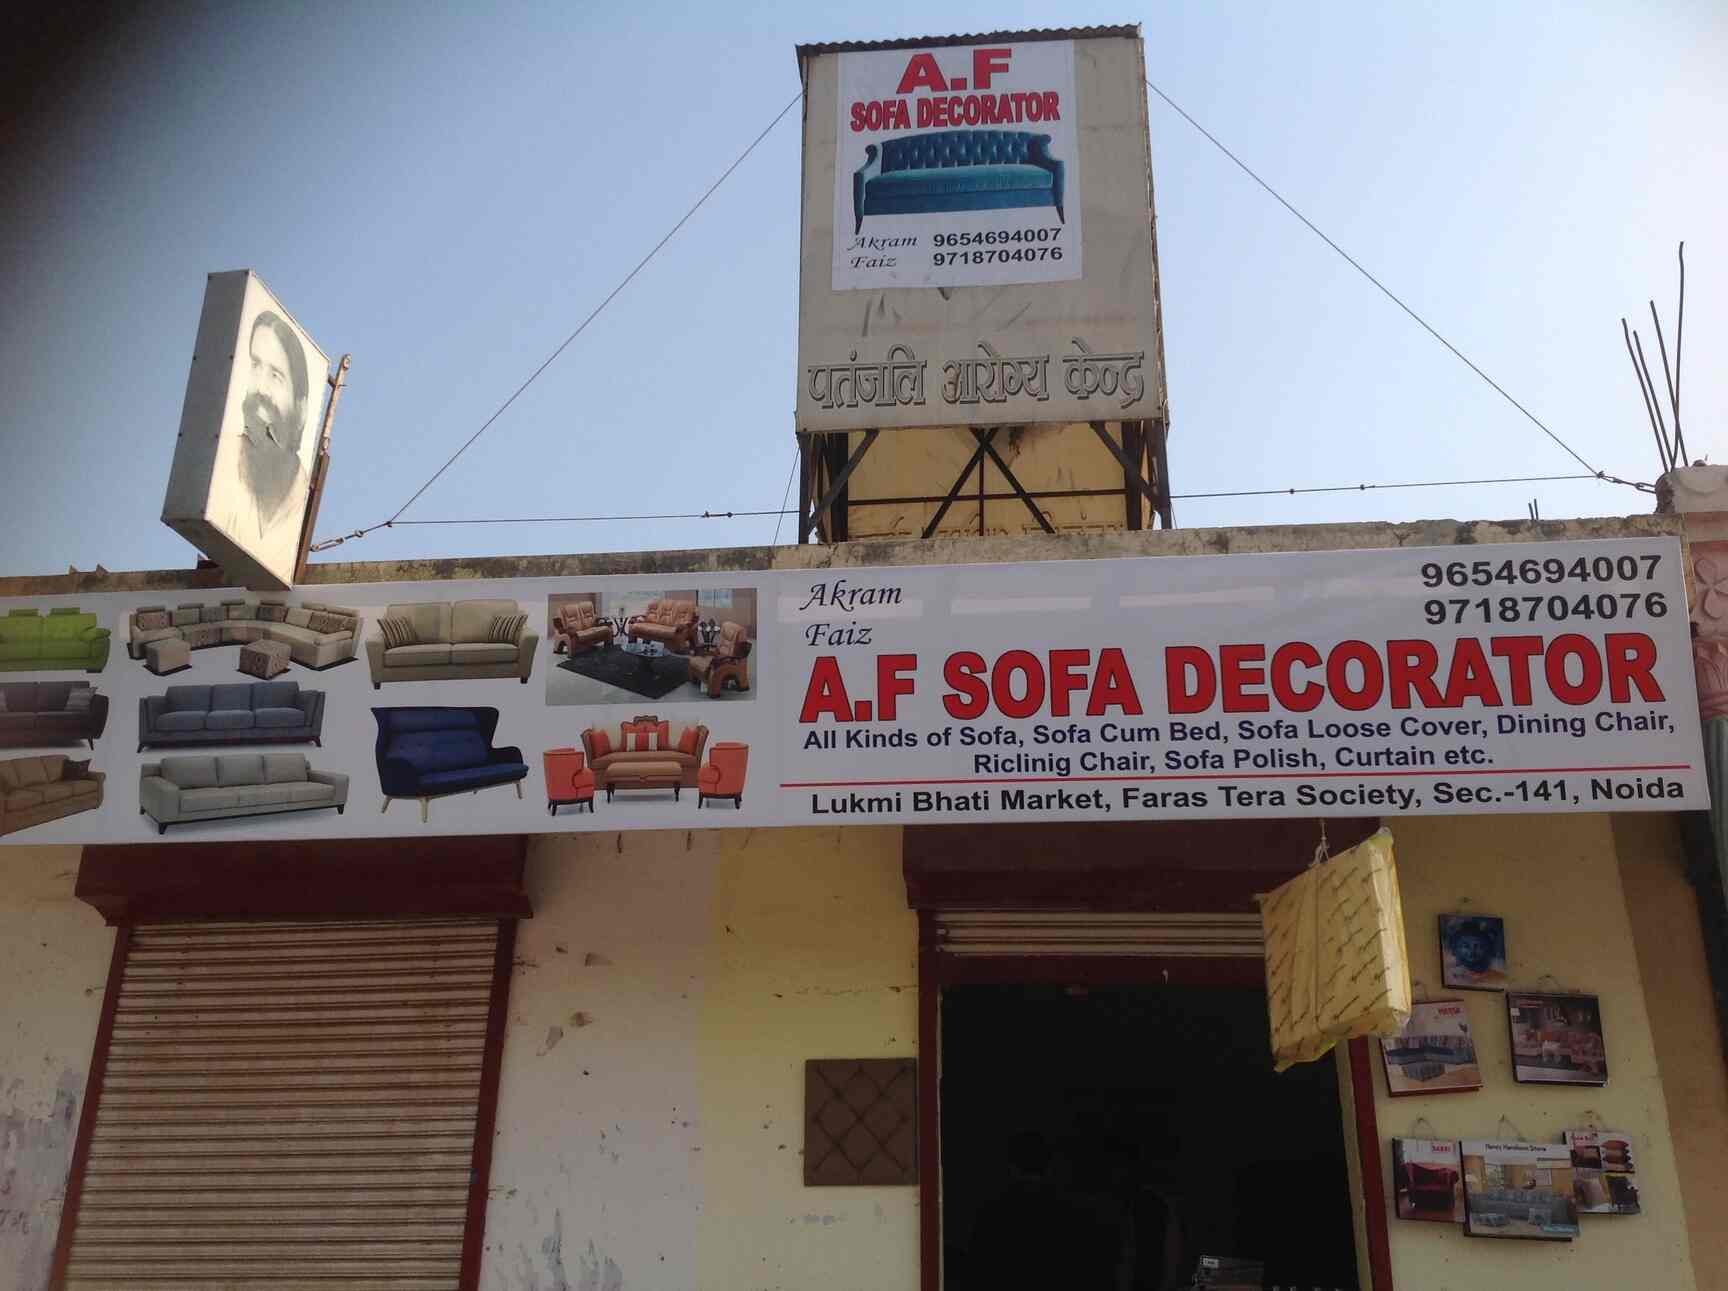 A.F
SOFA DECORATOR
Akram 9654694007
Faiz 9718704076
पतंजलि आरोग्य केन्द्र
Akram 9654694007
Faiz 9718704076
A.F SOFA DECORATOR
All Kinds of Sofa, Sofa Cum Bed, Sofa Loose Cover, Dining Chair,
Riclinig Chair, Sofa Polish, Curtain etc.
Lukmi Bhati Market, Faras Tera Society, Sec.-141, Noida